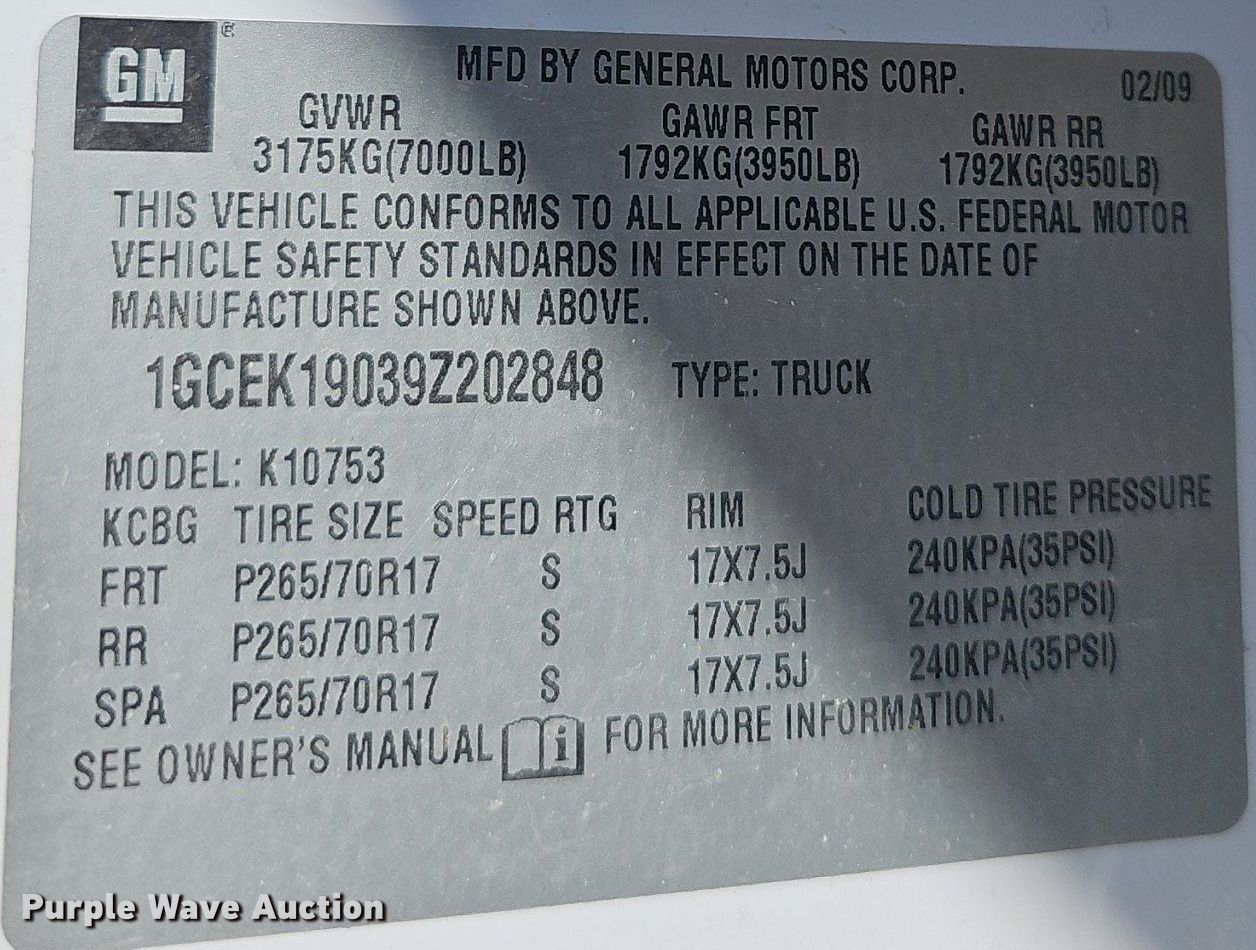 GM
MFD BY GENERAL MOTORS CORP. 02/09
GVWR GAWR FRT GAWR RR
3175KG(7000LB) 1792KG(3950LB) 1792KG(3950LB)
THIS VEHICLE CONFORMS TO ALL APPLICABLE U.S. FEDERAL MOTOR
VEHICLE SAFETY STANDARDS IN EFFECT ON THE DATE OF
MANUFACTURE SHOWN ABOVE.
1GCEK19039Z202848 TYPE: TRUCK
MODEL: K10753
KCBG TIRE SIZE SPEED RTG RIM COLD TIRE PRESSURE
FRT P265/70R17 S 17X7.5J 240KPA(35PSI)
RR P265/70R17 S 17X7.5J 240KPA(35PSI)
SPA P265/70R17 S 17X7.5J 240KPA(35PSI)
SEE OWNER'S MANUAL i FOR MORE INFORMATION.
Purple Wave Auction